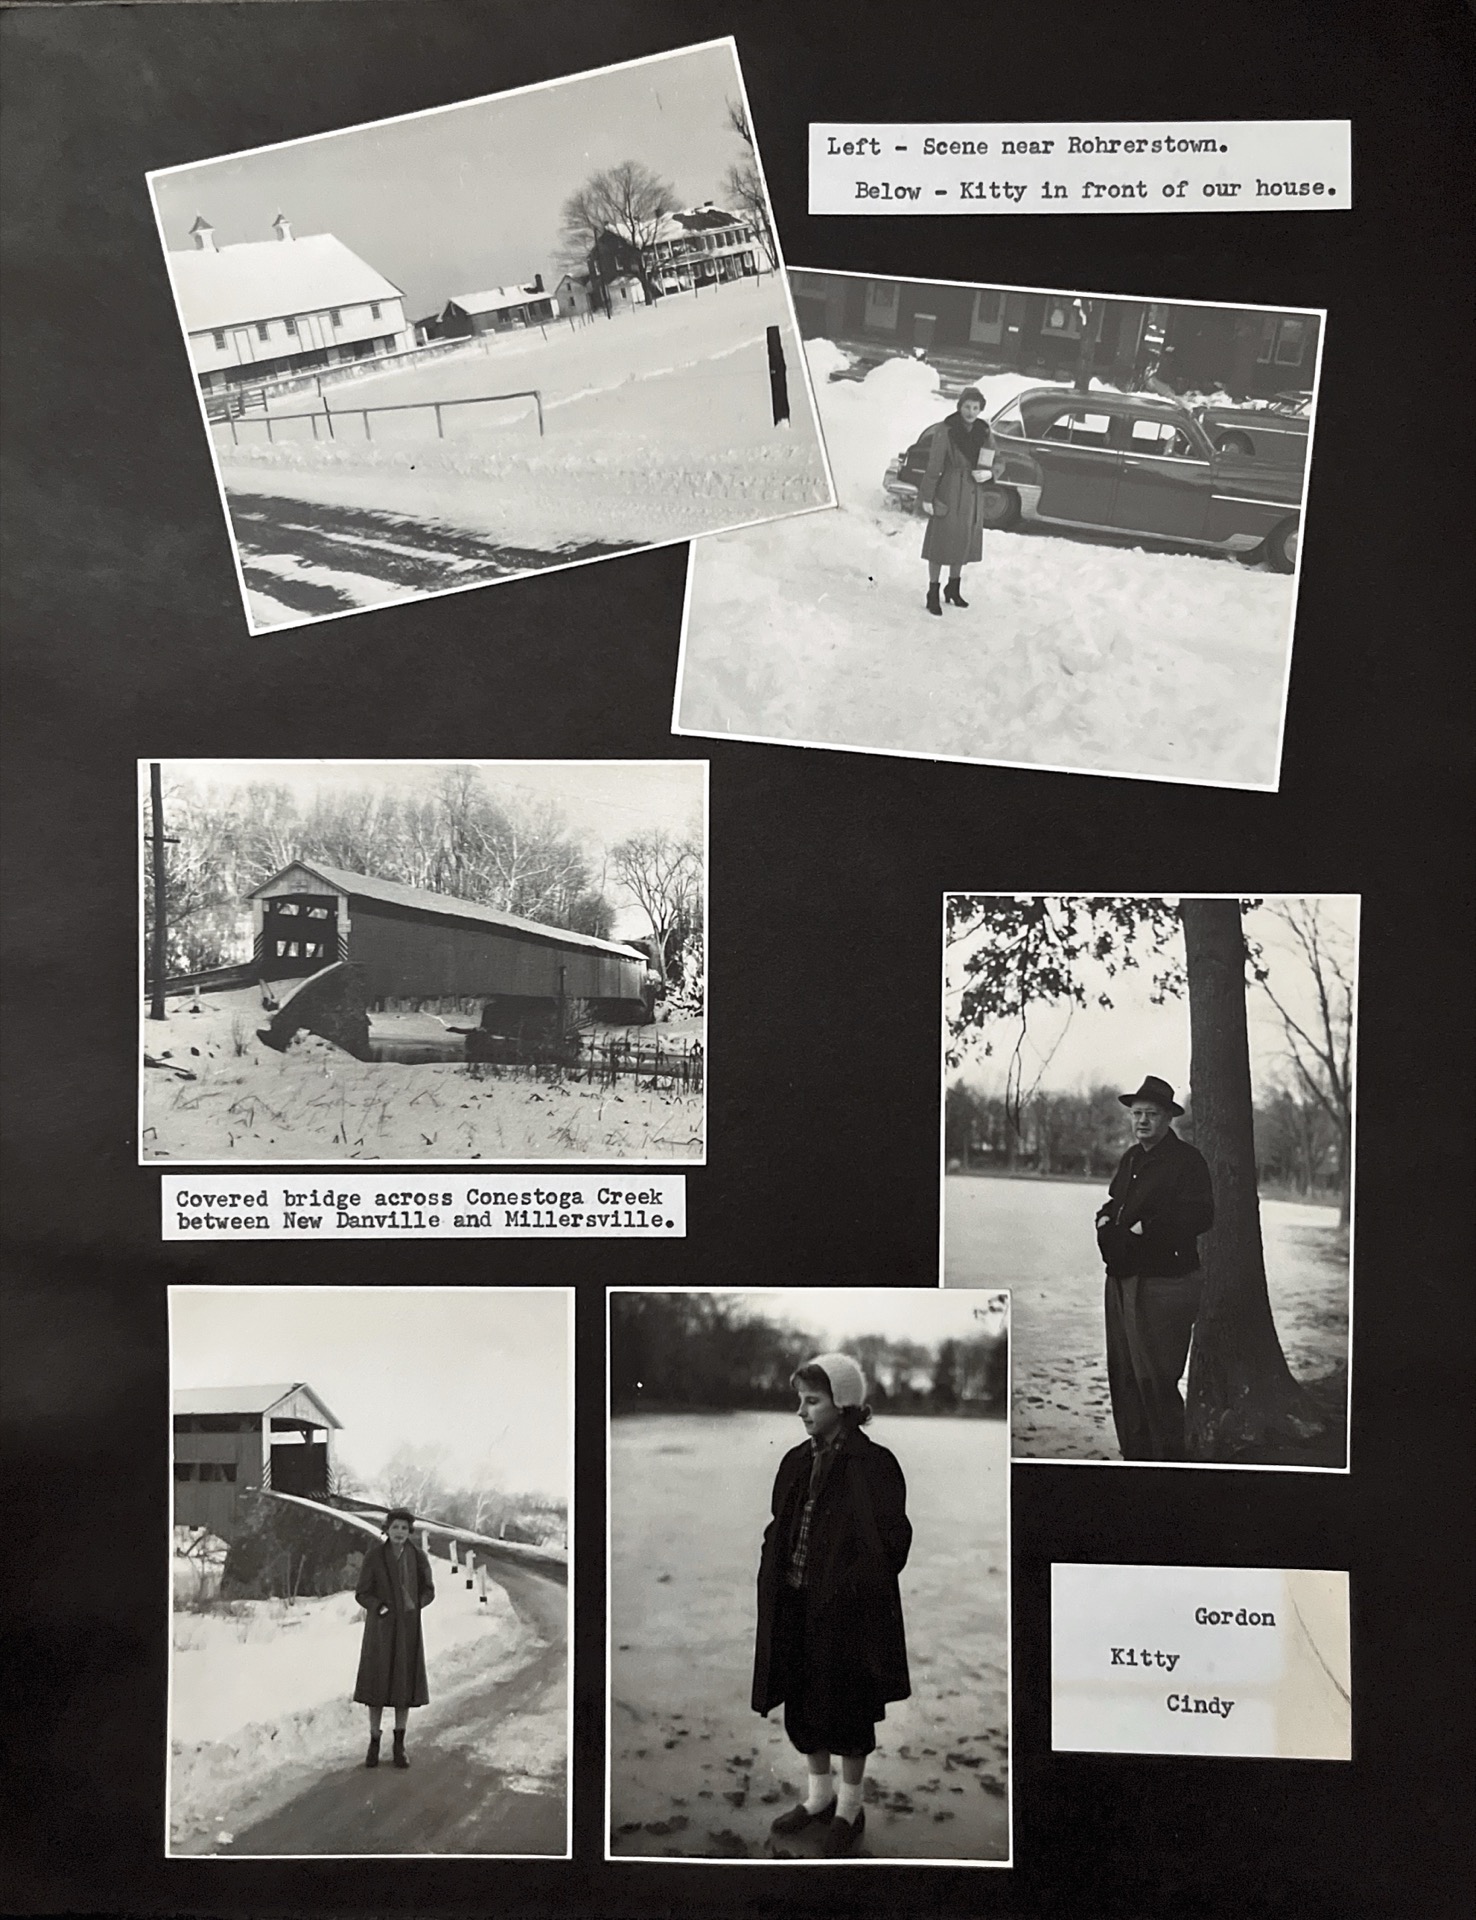 Left - Scene near Rohrerstown.
Below - Kitty in front of our house.
Covered bridge across Conestoga Creek
between New Danville and Millersville.
Gordon
Kitty
Cindy